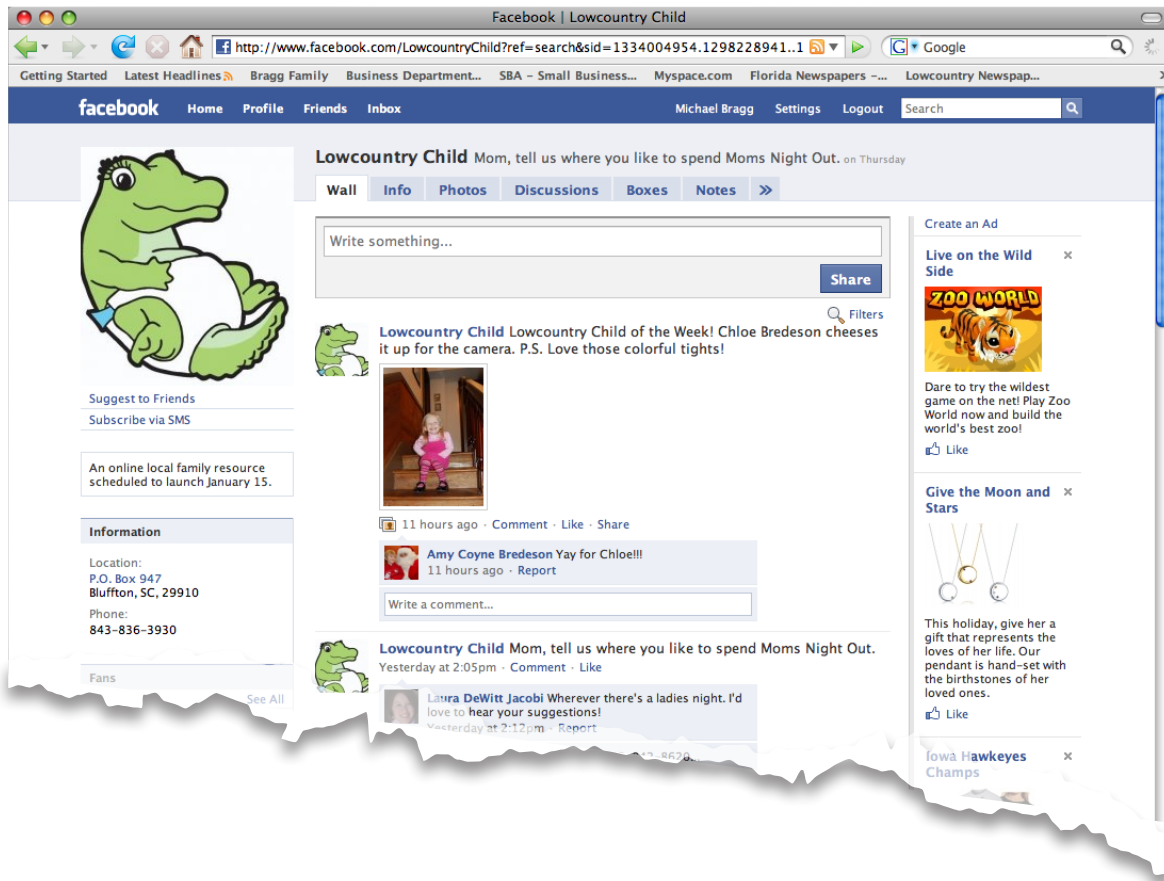 Facebook | Lowcountry Child
http://www.facebook.com/LowcountryChild?ref=search&sid=1334004954.1298228941..1
Google
Getting Started Latest Headlines Bragg Family Business Department... SBA – Small Business... Myspace.com Florida Newspapers –... Lowcountry Newspap...
facebook Home Profile Friends Inbox Michael Bragg Settings Logout Search
Lowcountry Child Mom, tell us where you like to spend Moms Night Out. on Thursday
Wall Info Photos Discussions Boxes Notes »
Write something...
Share
Filters
Lowcountry Child Lowcountry Child of the Week! Chloe Bredeson cheeses
it up for the camera. P.S. Love those colorful tights!
11 hours ago · Comment · Like · Share
Amy Coyne Bredeson Yay for Chloe!!!
11 hours ago · Report
Write a comment...
Lowcountry Child Mom, tell us where you like to spend Moms Night Out.
Yesterday at 2:05pm · Comment · Like
Laura DeWitt Jacobi Wherever there's a ladies night. I'd
love to hear your suggestions!
Yesterday at 2:12pm · Report
Suggest to Friends
Subscribe via SMS
An online local family resource
scheduled to launch January 15.
Information
Location:
P.O. Box 947
Bluffton, SC, 29910
Phone:
843–836–3930
Fans
See All
Create an Ad
Live on the Wild
Side
ZOO WORLD
Dare to try the wildest
game on the net! Play Zoo
World now and build the
world's best zoo!
Like
Give the Moon and
Stars
This holiday, give her a
gift that represents the
loves of her life. Our
pendant is hand-set with
the birthstones of her
loved ones.
Like
Iowa Hawkeyes
Champs